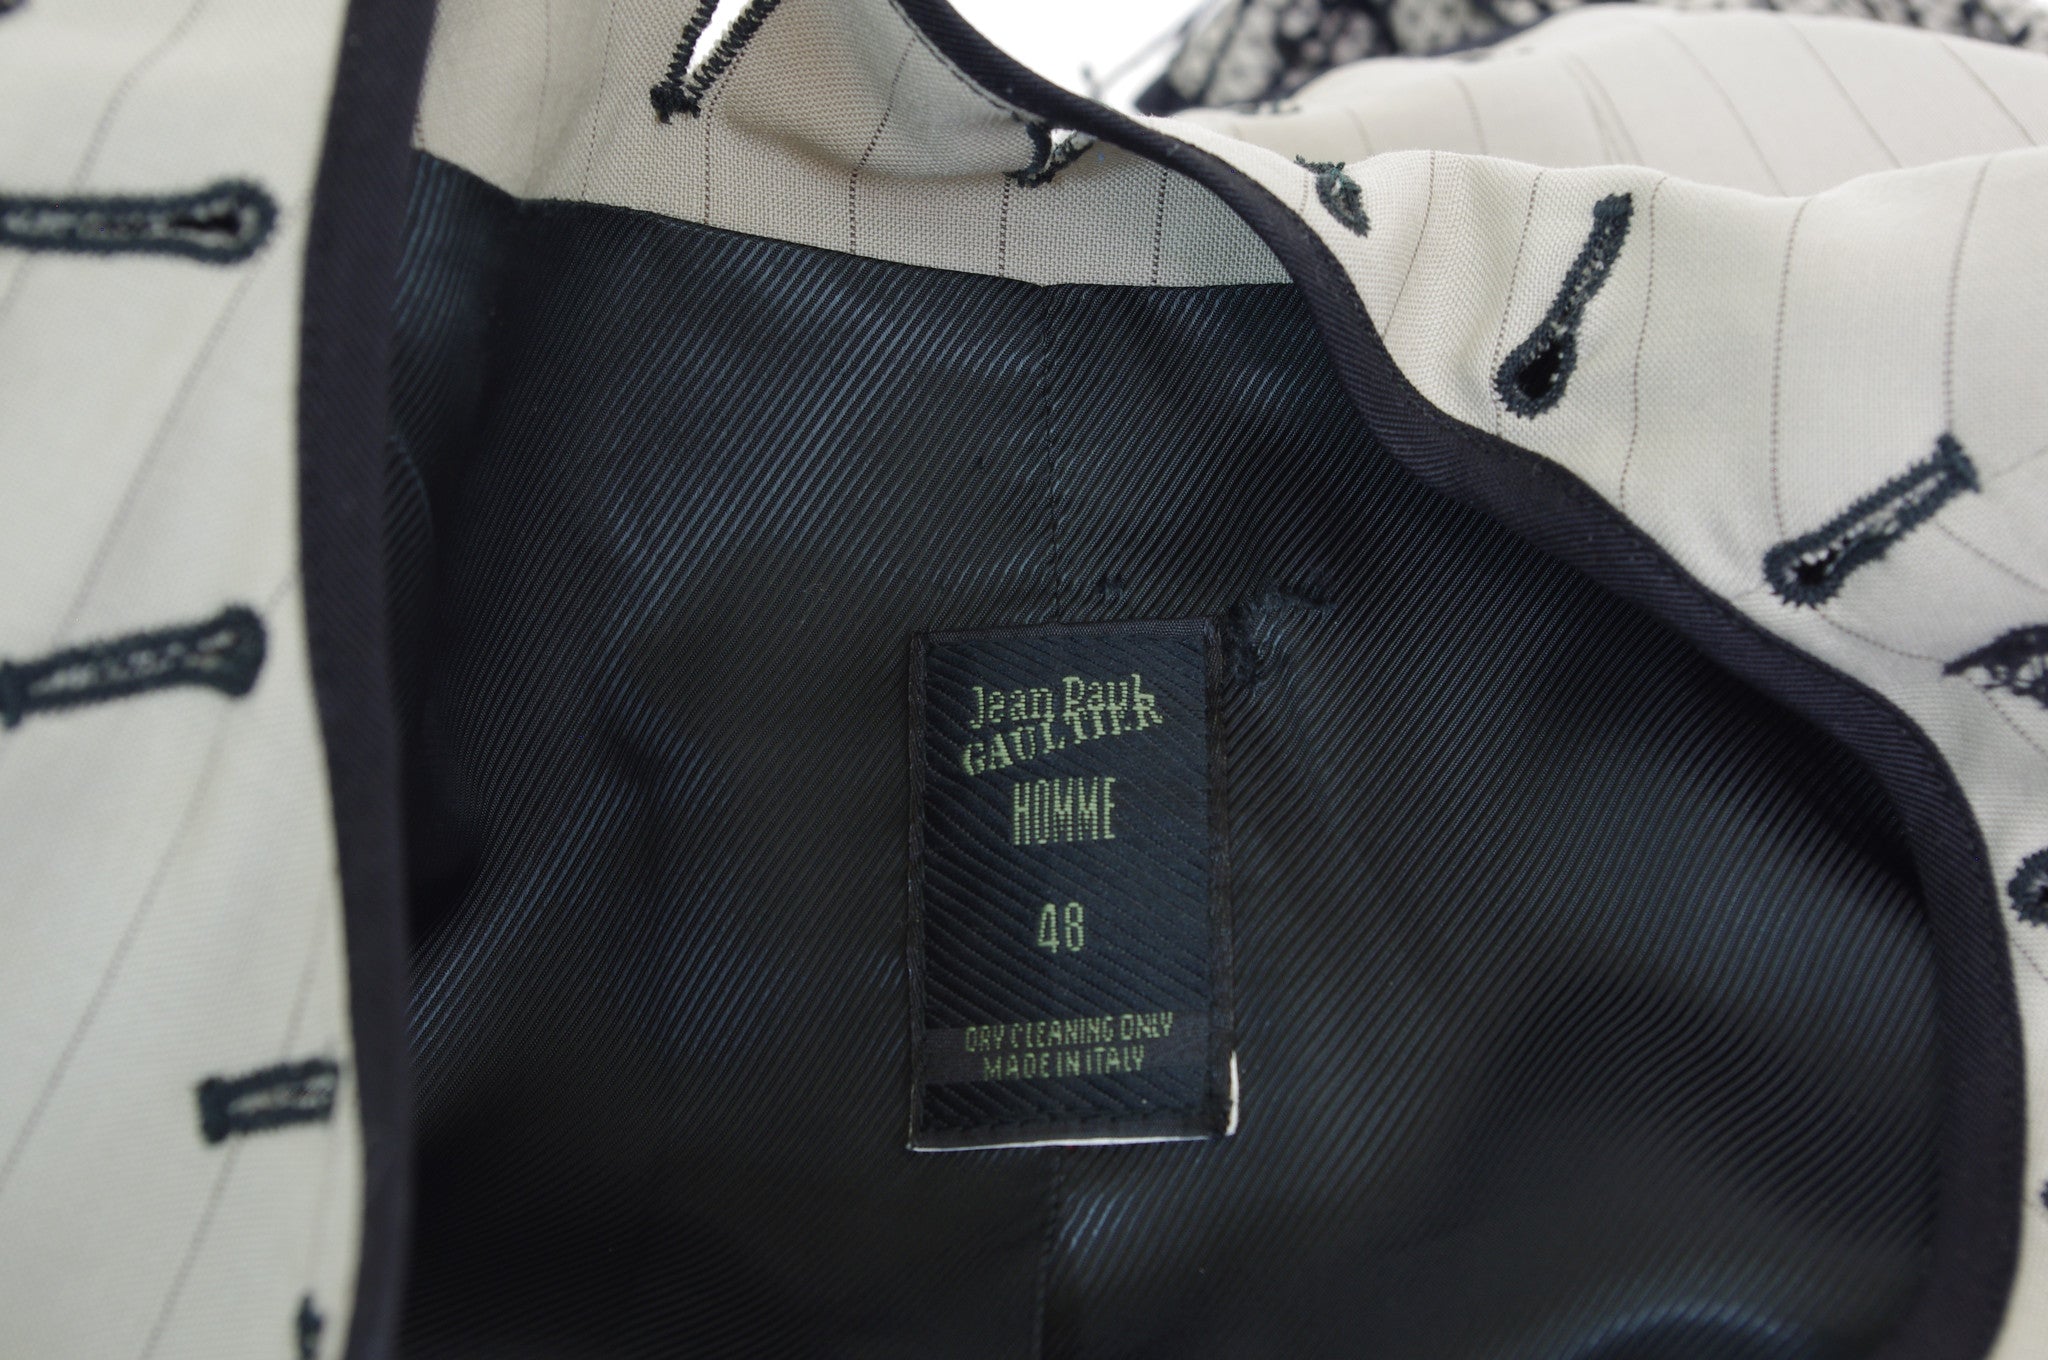 Jean Paul
GAULTIER
HOMME
48
DRY CLEANING ONLY
MADE IN ITALY